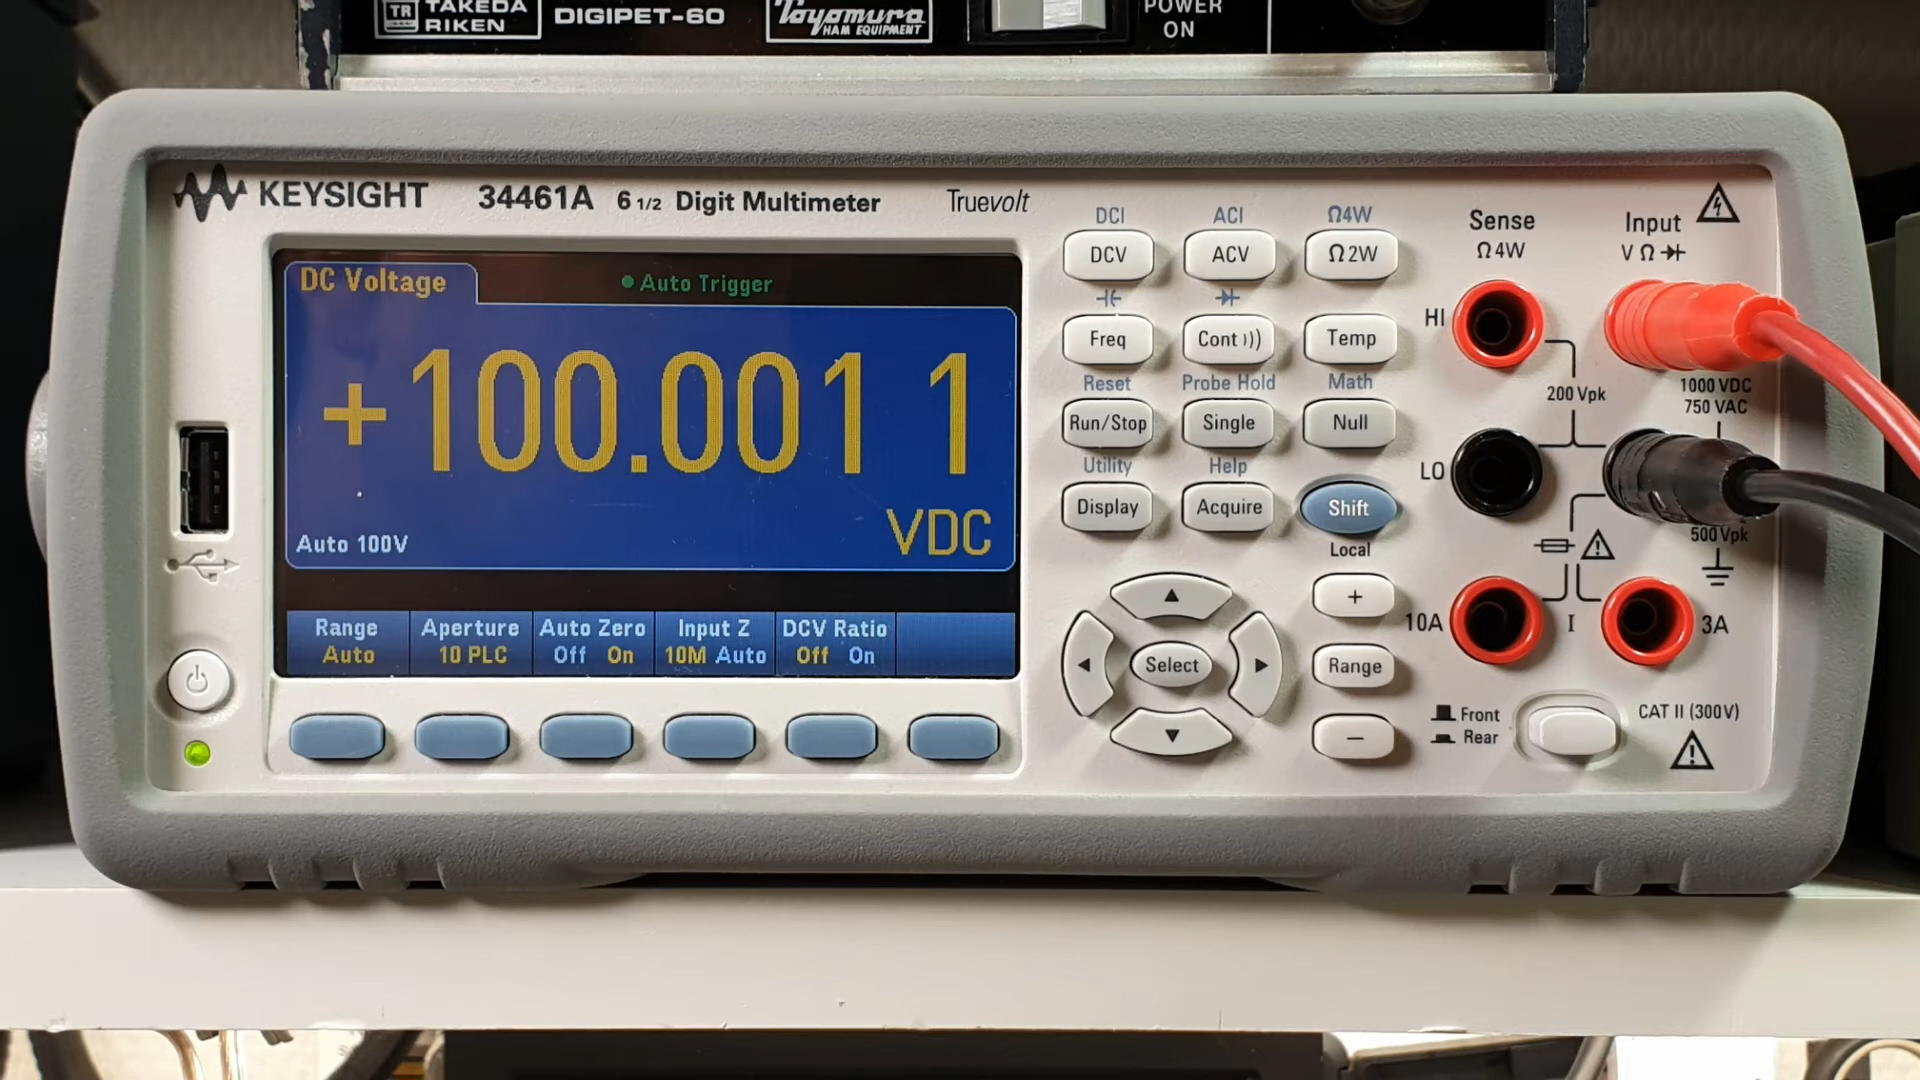 TR TAKEDA RIKEN
DIGIPET-60
Toyomura
HAM EQUIPMENT
POWER
ON
KEYSIGHT 34461A 6 1/2 Digit Multimeter Truevolt
DC Voltage
Auto Trigger
+100.001 1
VDC
Auto 100V
Range
Auto
Aperture
10 PLC
Auto Zero
Off On
Input Z
10M Auto
DCV Ratio
Off On
DCI ACI Ω4W
DCV ACV Ω2W
Freq Cont Temp
Reset Probe Hold Math
Run/Stop Single Null
Utility Help
Display Acquire Shift
Local
+
Select
Range
−
Sense
Ω 4W
Input
V Ω
HI
200 Vpk
1000 VDC
750 VAC
LO
500 Vpk
10A I 3A
Front
Rear
CAT II (300V)